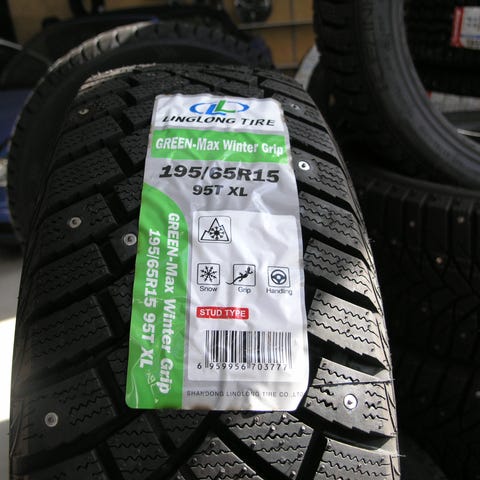 LINGLONG TIRE
GREEN-Max Winter Grip
195/65R15
95T XL
Snow Grip Handling
STUD TYPE
6 959956 703777
SHANDONG LINGLONG TIRE CO.,LTD
GREEN-Max Winter Grip
195/65R15 95T XL